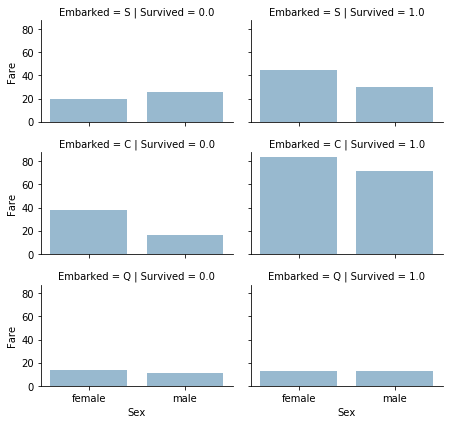 Embarked = S | Survived = 0.0
Embarked = S | Survived = 1.0
80
60
40
20
0
Fare
Embarked = C | Survived = 0.0
Embarked = C | Survived = 1.0
80
60
40
20
0
Fare
Embarked = Q | Survived = 0.0
Embarked = Q | Survived = 1.0
80
60
40
20
0
Fare
female
male
female
male
Sex
Sex